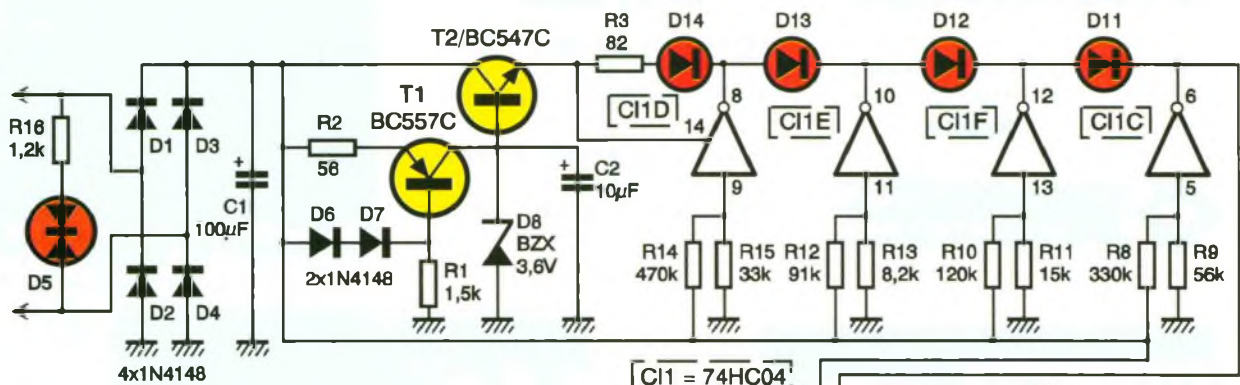 R16
1,2k
D5
D1
D3
D2
D4
4x1N4148
+
C1
100µF
R2
56
D6
D7
2x1N4148
T1
BC557C
T2/BC547C
R1
1,5k
D8
BZX
3,6V
+
C2
10µF
R3
82
D14
D13
D12
D11
CI1D
CI1E
CI1F
CI1C
14
8
9
10
11
12
13
6
5
R14
470k
R15
33k
R12
91k
R13
8,2k
R10
120k
R11
15k
R8
330k
R9
56k
CI1 = 74HC04